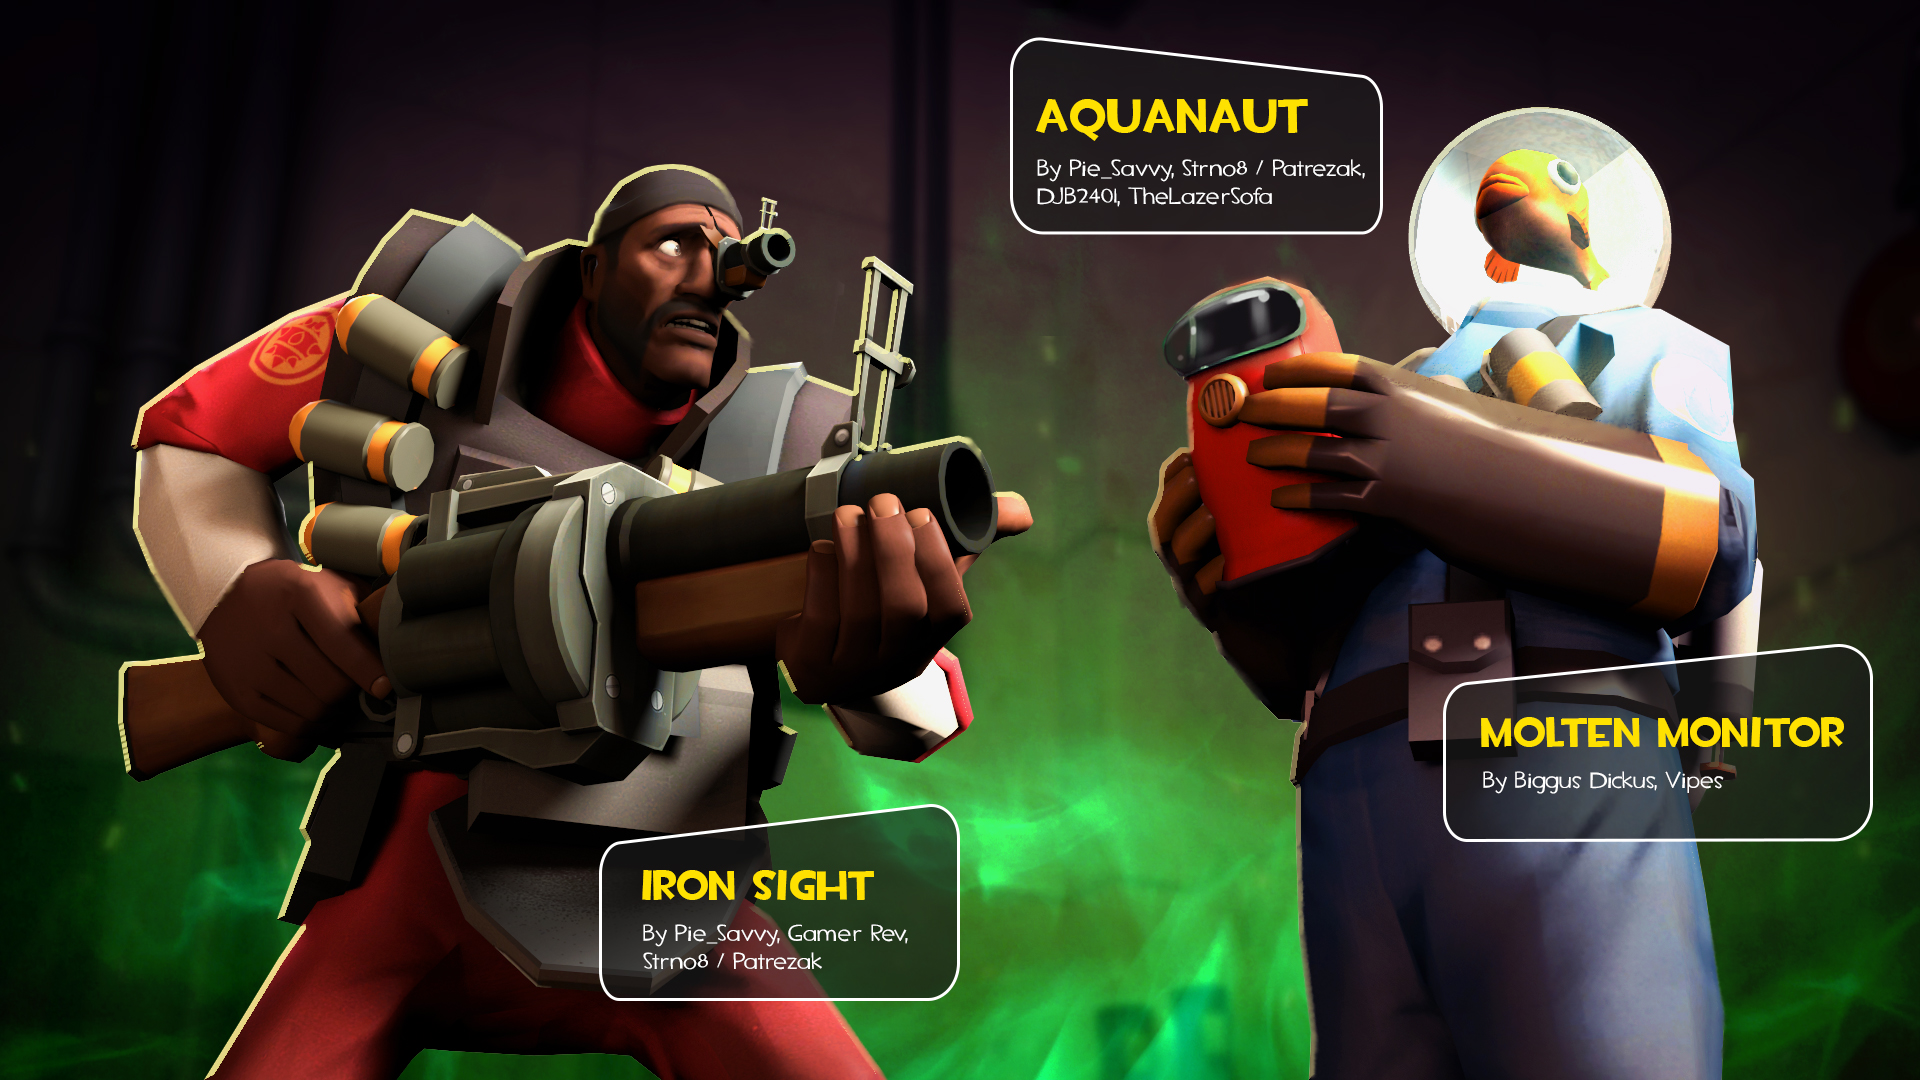 AQUANAUT
By Pie_Savvy, Strno8 / Patrezak,
DJB2401, TheLazerSofa
MOLTEN MONITOR
By Biggus Dickus, Vipes
IRON SIGHT
By Pie_Savvy, Gamer Rev,
Strno8 / Patrezak